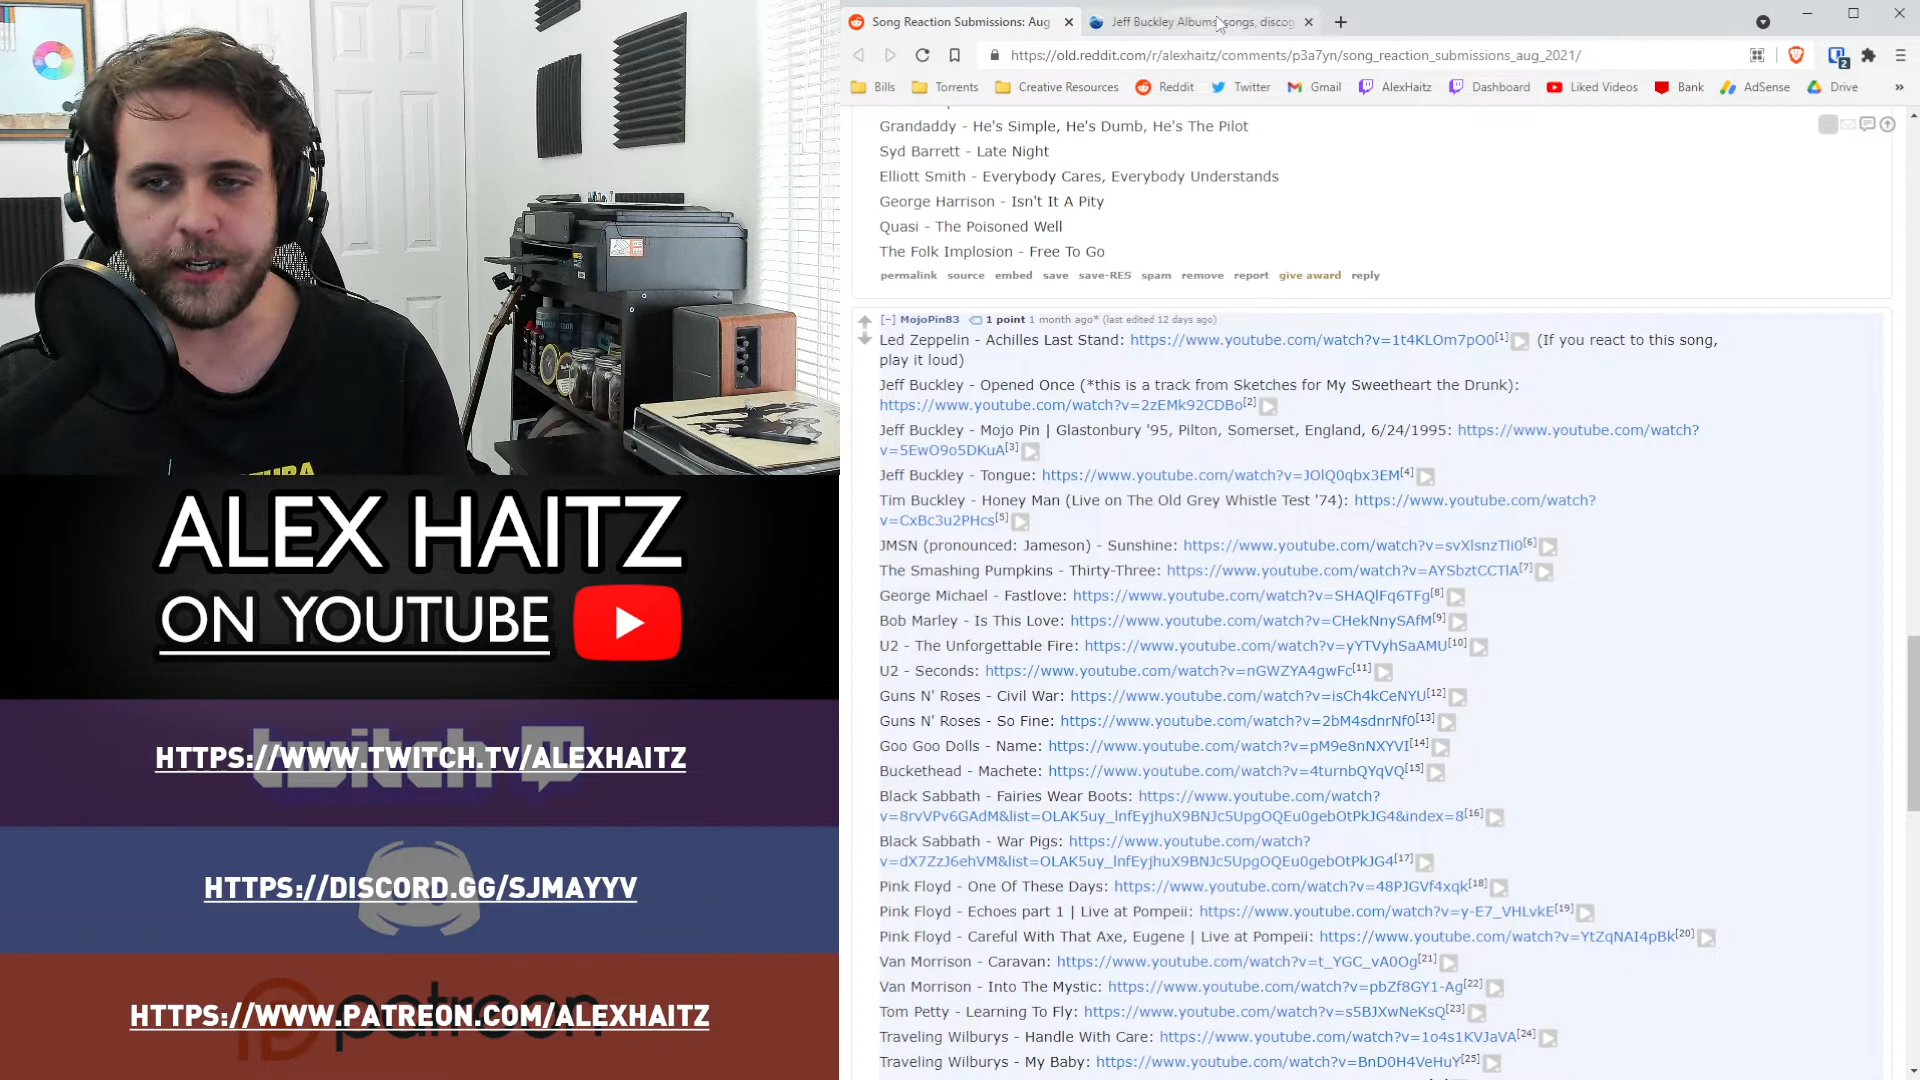 Song Reaction Submissions: Aug
Jeff Buckley Albums: songs, discog
https://old.reddit.com/r/alexhaitz/comments/p3a7yn/song_reaction_submissions_aug_2021/
2
Bills Torrents Creative Resources Reddit Twitter Gmail AlexHaitz Dashboard Liked Videos Bank AdSense Drive »
Grandaddy - He's Simple, He's Dumb, He's The Pilot
Syd Barrett - Late Night
Elliott Smith - Everybody Cares, Everybody Understands
George Harrison - Isn't It A Pity
Quasi - The Poisoned Well
The Folk Implosion - Free To Go
permalink source embed save save-RES spam remove report give award reply
[-] MojoPin83 1 point 1 month ago* (last edited 12 days ago)
Led Zeppelin - Achilles Last Stand: https://www.youtube.com/watch?v=1t4KLOm7pO0[1] (If you react to this song,
play it loud)
Jeff Buckley - Opened Once (*this is a track from Sketches for My Sweetheart the Drunk):
https://www.youtube.com/watch?v=2zEMk92CDBo[2]
Jeff Buckley - Mojo Pin | Glastonbury '95, Pilton, Somerset, England, 6/24/1995: https://www.youtube.com/watch?
v=5EwO9o5DKuA[3]
Jeff Buckley - Tongue: https://www.youtube.com/watch?v=JOlQ0qbx3EM[4]
Tim Buckley - Honey Man (Live on The Old Grey Whistle Test '74): https://www.youtube.com/watch?
v=CxBc3u2PHcs[5]
JMSN (pronounced: Jameson) - Sunshine: https://www.youtube.com/watch?v=svXlsnzTli0[6]
The Smashing Pumpkins - Thirty-Three: https://www.youtube.com/watch?v=AYSbztCCTlA[7]
George Michael - Fastlove: https://www.youtube.com/watch?v=SHAQlFq6TFg[8]
Bob Marley - Is This Love: https://www.youtube.com/watch?v=CHekNnySAfM[9]
U2 - The Unforgettable Fire: https://www.youtube.com/watch?v=yYTVyhSaAMU[10]
U2 - Seconds: https://www.youtube.com/watch?v=nGWZYA4gwFc[11]
Guns N' Roses - Civil War: https://www.youtube.com/watch?v=isCh4kCeNYU[12]
Guns N' Roses - So Fine: https://www.youtube.com/watch?v=2bM4sdnrNf0[13]
Goo Goo Dolls - Name: https://www.youtube.com/watch?v=pM9e8nNXYVI[14]
Buckethead - Machete: https://www.youtube.com/watch?v=4turnbQYqVQ[15]
Black Sabbath - Fairies Wear Boots: https://www.youtube.com/watch?
v=8rvVPv6GAdM&list=OLAK5uy_lnfEyjhuX9BNJc5UpgOQEu0gebOtPkJG4&index=8[16]
Black Sabbath - War Pigs: https://www.youtube.com/watch?
v=dX7ZzJ6ehVM&list=OLAK5uy_lnfEyjhuX9BNJc5UpgOQEu0gebOtPkJG4[17]
Pink Floyd - One Of These Days: https://www.youtube.com/watch?v=48PJGVf4xqk[18]
Pink Floyd - Echoes part 1 | Live at Pompeii: https://www.youtube.com/watch?v=y-E7_VHLvkE[19]
Pink Floyd - Careful With That Axe, Eugene | Live at Pompeii: https://www.youtube.com/watch?v=YtZqNAI4pBk[20]
Van Morrison - Caravan: https://www.youtube.com/watch?v=t_YGC_vA0Og[21]
Van Morrison - Into The Mystic: https://www.youtube.com/watch?v=pbZf8GY1-Ag[22]
Tom Petty - Learning To Fly: https://www.youtube.com/watch?v=s5BJXwNeKsQ[23]
Traveling Wilburys - Handle With Care: https://www.youtube.com/watch?v=1o4s1KVJaVA[24]
Traveling Wilburys - My Baby: https://www.youtube.com/watch?v=BnD0H4VeHuY[25]
ALEX HAITZ
ON YOUTUBE
twitch
HTTPS://WWW.TWITCH.TV/ALEXHAITZ
HTTPS://DISCORD.GG/SJMAYYV
patreon
HTTPS://WWW.PATREON.COM/ALEXHAITZ